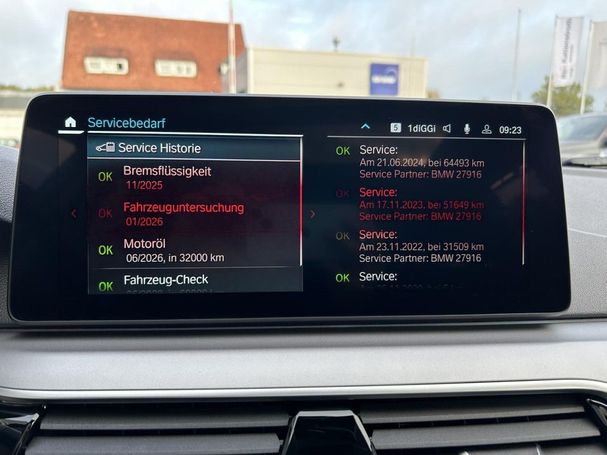 Servicebedarf
5 1diGGi 09:23
Service Historie
OK Bremsflüssigkeit
11/2025
OK Fahrzeuguntersuchung
01/2026
OK Motoröl
06/2026, in 32000 km
OK Fahrzeug-Check
OK Service:
Am 21.06.2024, bei 64493 km
Service Partner: BMW 27916
OK Service:
Am 17.11.2023, bei 51649 km
Service Partner: BMW 27916
OK Service:
Am 23.11.2022, bei 31509 km
Service Partner: BMW 27916
OK Service: